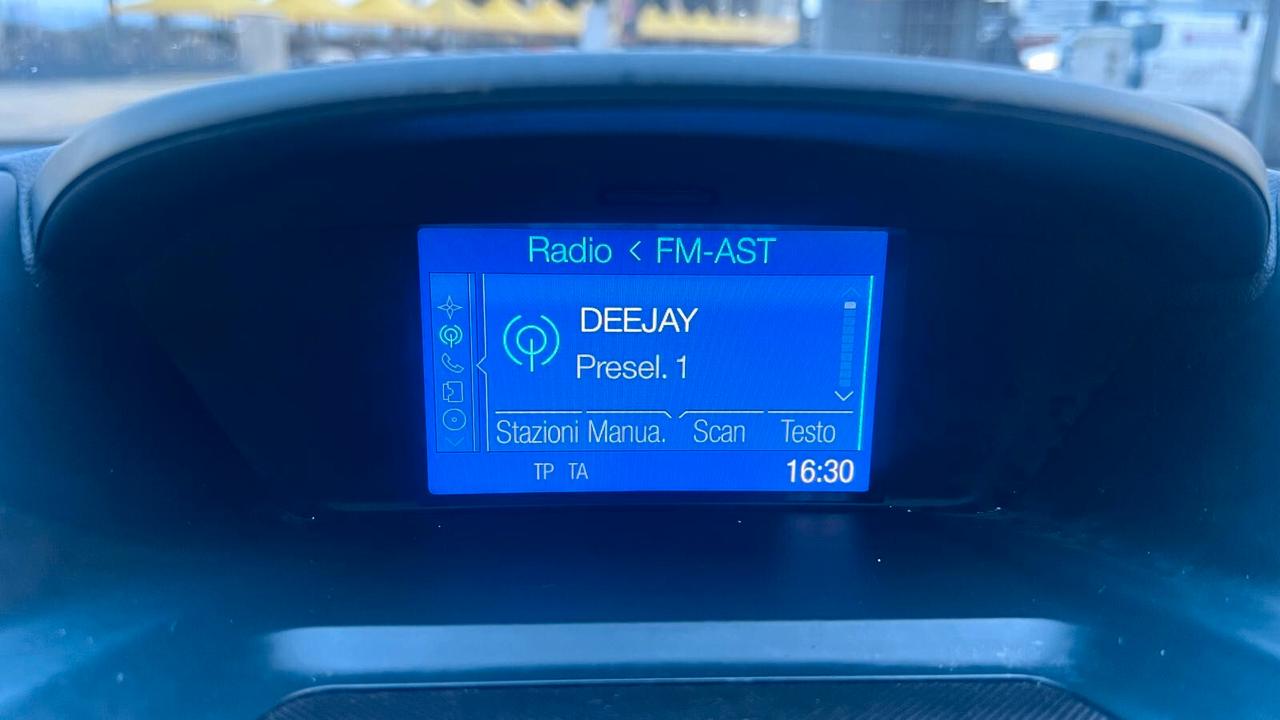 Radio < FM-AST
DEEJAY
Presel. 1
Stazioni Manua. Scan Testo
TP TA 16:30